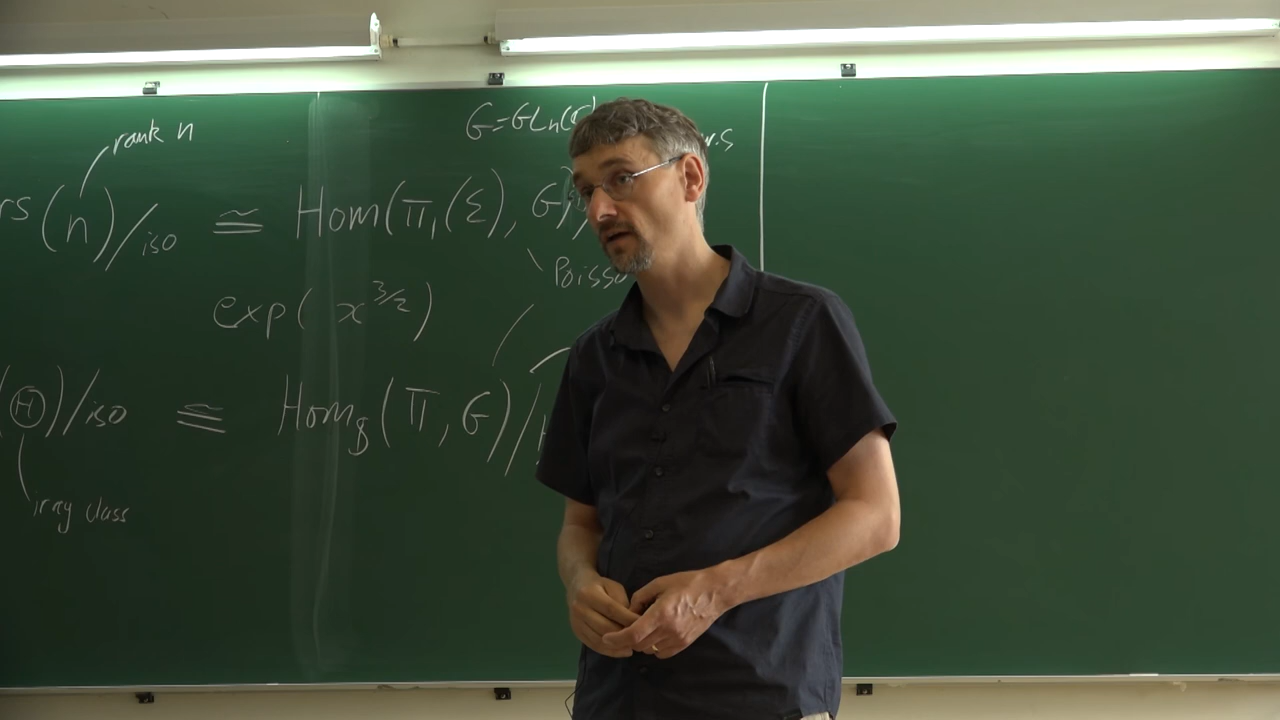 G=GLn(
rank n
rs (n)/iso ≅ Hom(π₁(Σ), G)
Poisso
exp( x^{3/2} )
(Ⓗ)/iso ≅ Hom_S(π, G)/H
irreg class